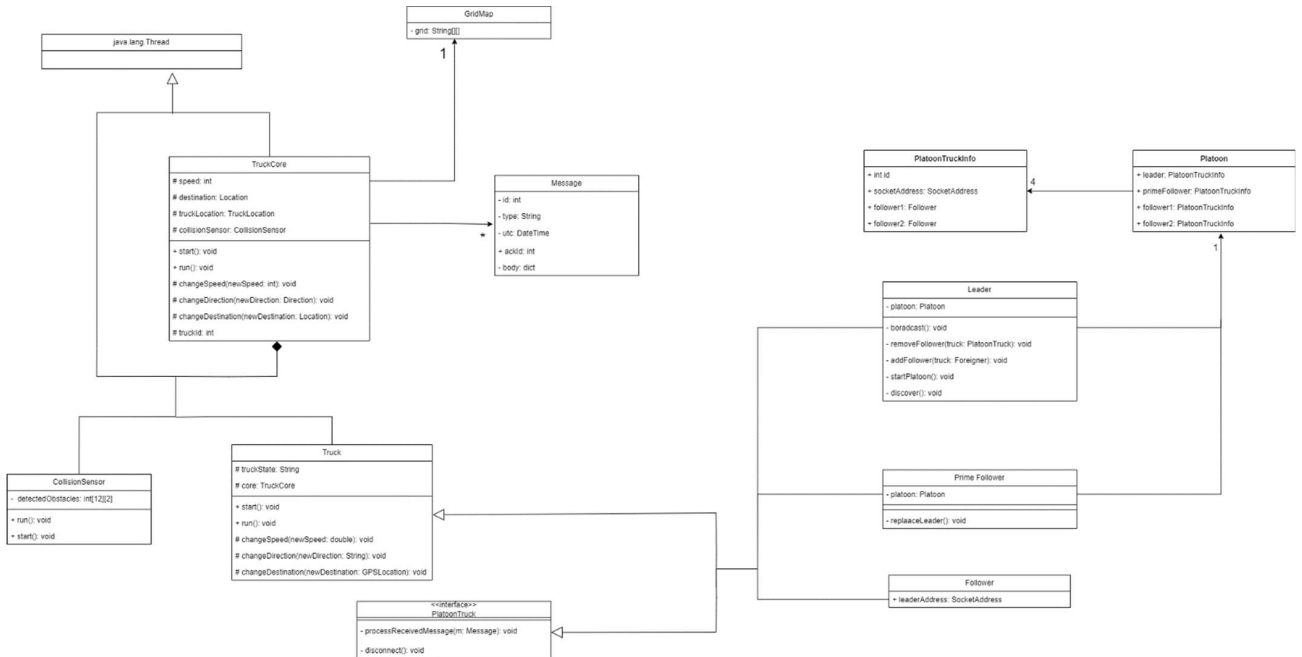 GridMap
- grid: String[][]
1
java.lang.Thread
TruckCore
# speed: int
# destination: Location
# truckLocation: TruckLocation
# collisionSensor: CollisionSensor
+ start(): void
+ run(): void
# changeSpeed(newSpeed: int): void
# changeDirection(newDirection: Direction): void
# changeDestination(newDestination: Location): void
# truckId: int
Message
- id: int
- type: String
- utc: DateTime
+ ackId: int
- body: dict
*
PlatoonTruckInfo
+ int id
+ socketAddress: SocketAddress
+ follower1: Follower
+ follower2: Follower
4
Platoon
+ leader: PlatoonTruckInfo
+ primeFollower: PlatoonTruckInfo
+ follower1: PlatoonTruckInfo
+ follower2: PlatoonTruckInfo
1
Leader
- platoon: Platoon
- boradcast(): void
- removeFollower(truck: PlatoonTruck): void
- addFollower(truck: Foreigner): void
- startPlatoon(): void
- discover(): void
CollisionSensor
- detectedObstacles: int[12][2]
+ run(): void
+ start(): void
Truck
# truckState: String
# core: TruckCore
+ start(): void
+ run(): void
# changeSpeed(newSpeed: double): void
# changeDirection(newDirection: String): void
# changeDestination(newDestination: GPSLocation): void
Prime Follower
- platoon: Platoon
- replaaceLeader(): void
Follower
+ leaderAddress: SocketAddress
<<interface>>
PlatoonTruck
- processReceivedMessage(m: Message): void
- disconnect(): void